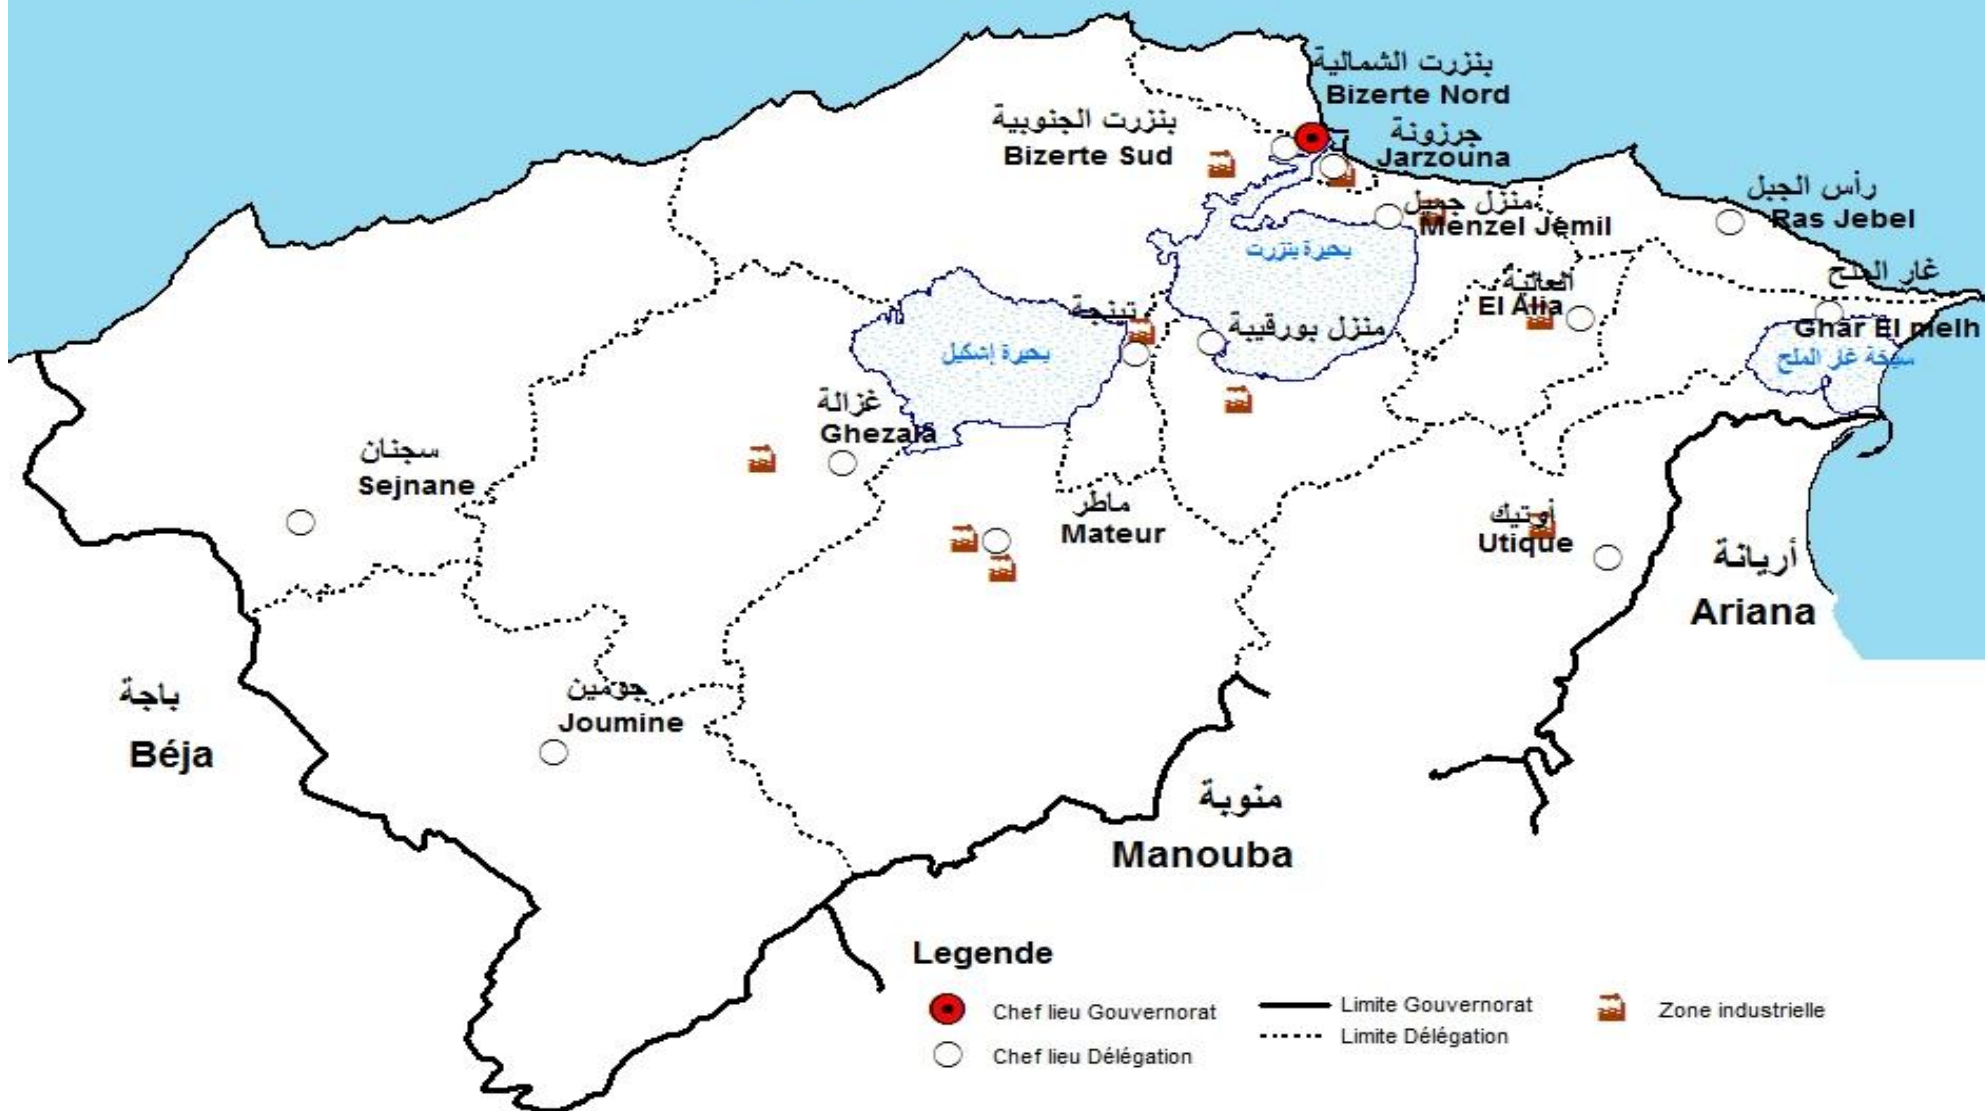 بنزرت الشمالية
Bizerte Nord
بنزرت الجنوبية
Bizerte Sud
جرزونة
Jarzouna
منزل جميل
Menzel Jemil
رأس الجبل
Ras Jebel
بحيرة بنزرت
غار الملح
Ghar El melh
سبخة غار الملح
العالية
El Alia
تينجة
منزل بورقيبة
بحيرة إشكيل
غزالة
Ghezala
سجنان
Sejnane
ماطر
Mateur
أوتيك
Utique
أريانة
Ariana
جومين
Joumine
باجة
Béja
منوبة
Manouba
Legende
Chef lieu Gouvernorat
Limite Gouvernorat
Zone industrielle
Limite Délégation
Chef lieu Délégation